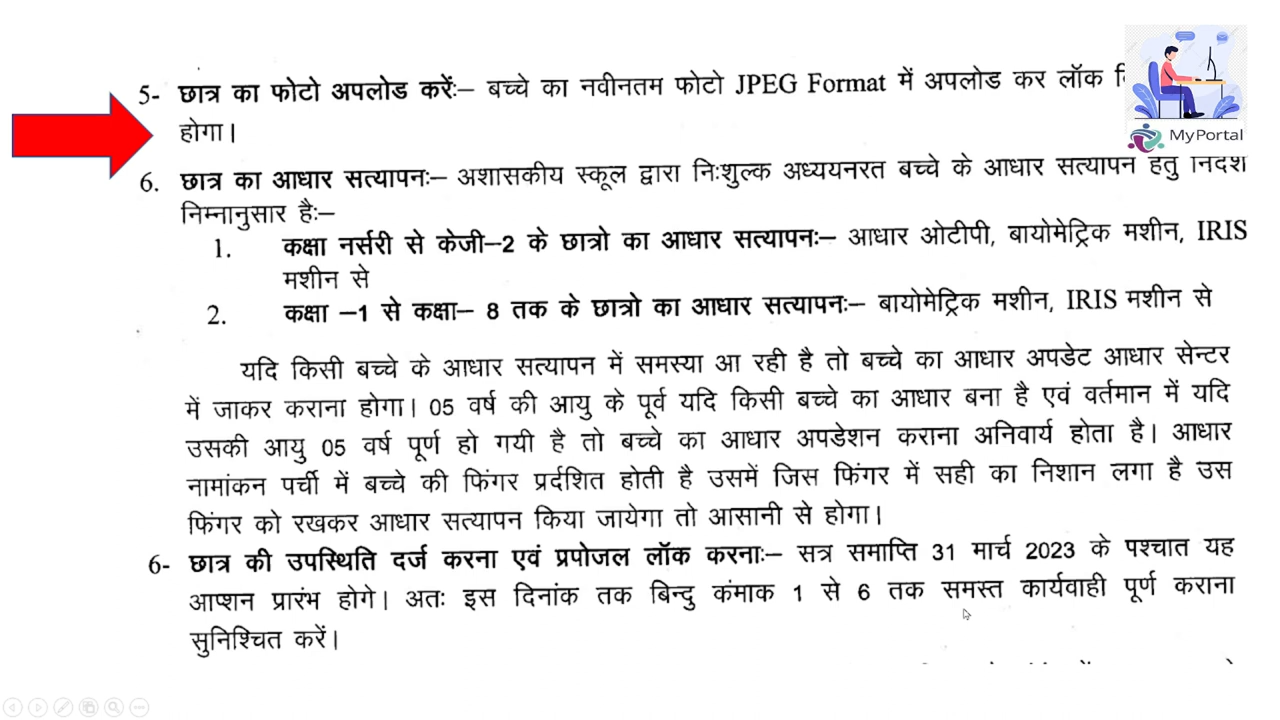 5- छात्र का फोटो अपलोड करेंः– बच्चे का नवीनतम फोटो JPEG Format में अपलोड कर लॉक
होगा।
6. छात्र का आधार सत्यापनः– अशासकीय स्कूल द्वारा निःशुल्क अध्ययनरत बच्चे के आधार सत्यापन हेतु निर्देश
निम्नानुसार हैः–
1. कक्षा नर्सरी से केजी–2 के छात्रो का आधार सत्यापनः– आधार ओटीपी, बायोमेट्रिक मशीन, IRIS
मशीन से
2. कक्षा –1 से कक्षा– 8 तक के छात्रो का आधार सत्यापनः– बायोमेट्रिक मशीन, IRIS मशीन से
यदि किसी बच्चे के आधार सत्यापन में समस्या आ रही है तो बच्चे का आधार अपडेट आधार सेन्टर
में जाकर कराना होगा। 05 वर्ष की आयु के पूर्व यदि किसी बच्चे का आधार बना है एवं वर्तमान में यदि
उसकी आयु 05 वर्ष पूर्ण हो गयी है तो बच्चे का आधार अपडेशन कराना अनिवार्य होता है। आधार
नामांकन पर्ची में बच्चे की फिंगर प्रर्दशित होती है उसमें जिस फिंगर में सही का निशान लगा है उस
फिंगर को रखकर आधार सत्यापन किया जायेगा तो आसानी से होगा।
6- छात्र की उपस्थिति दर्ज करना एवं प्रपोजल लॉक करनाः– सत्र समाप्ति 31 मार्च 2023 के पश्चात यह
आप्शन प्रारंभ होगे। अतः इस दिनांक तक बिन्दु कंमाक 1 से 6 तक समस्त कार्यवाही पूर्ण कराना
सुनिश्चित करें।
MyPortal